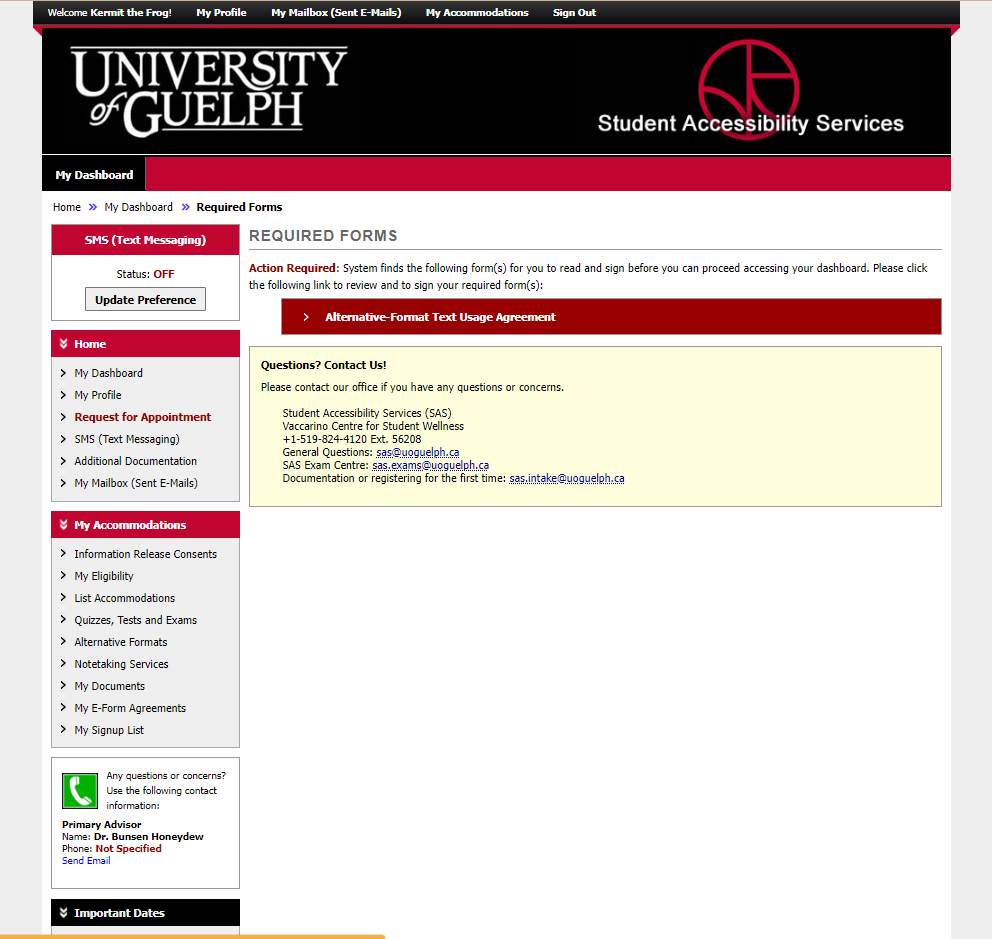 Welcome Kermit the Frog! My Profile My Mailbox (Sent E-Mails) My Accommodations Sign Out
UNIVERSITY
of GUELPH
Student Accessibility Services
My Dashboard
Home » My Dashboard » Required Forms
SMS (Text Messaging)
Status: OFF
Update Preference
Home
My Dashboard
My Profile
Request for Appointment
SMS (Text Messaging)
Additional Documentation
My Mailbox (Sent E-Mails)
My Accommodations
Information Release Consents
My Eligibility
List Accommodations
Quizzes, Tests and Exams
Alternative Formats
Notetaking Services
My Documents
My E-Form Agreements
My Signup List
Any questions or concerns?
Use the following contact
information:
Primary Advisor
Name: Dr. Bunsen Honeydew
Phone: Not Specified
Send Email
Important Dates
REQUIRED FORMS
Action Required: System finds the following form(s) for you to read and sign before you can proceed accessing your dashboard. Please click
the following link to review and to sign your required form(s):
Alternative-Format Text Usage Agreement
Questions? Contact Us!
Please contact our office if you have any questions or concerns.
Student Accessibility Services (SAS)
Vaccarino Centre for Student Wellness
+1-519-824-4120 Ext. 56208
General Questions: sas@uoguelph.ca
SAS Exam Centre: sas.exams@uoguelph.ca
Documentation or registering for the first time: sas.intake@uoguelph.ca